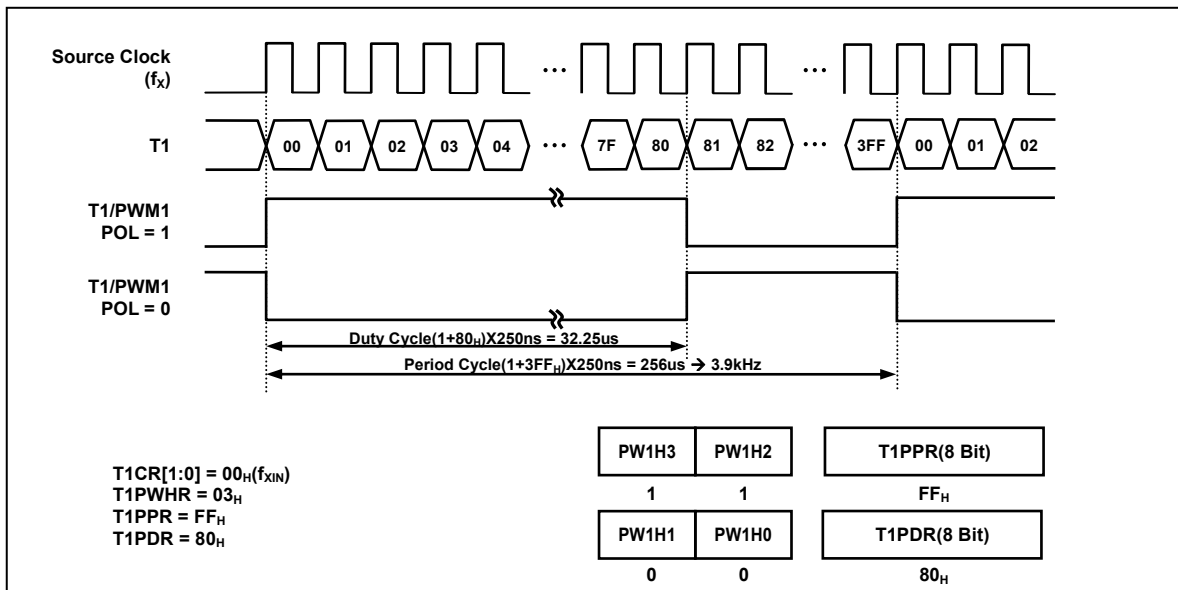 Source Clock
(fX)
...
...
T1
00 01 02 03 04 ... 7F 80 81 82 ... 3FF 00 01 02
T1/PWM1
POL = 1
T1/PWM1
POL = 0
Duty Cycle(1+80H)X250ns = 32.25us
Period Cycle(1+3FFH)X250ns = 256us → 3.9kHz
T1CR[1:0] = 00H(fXIN)
T1PWHR = 03H
T1PPR = FFH
T1PDR = 80H
PW1H3 PW1H2 T1PPR(8 Bit)
1 1 FFH
PW1H1 PW1H0 T1PDR(8 Bit)
0 0 80H